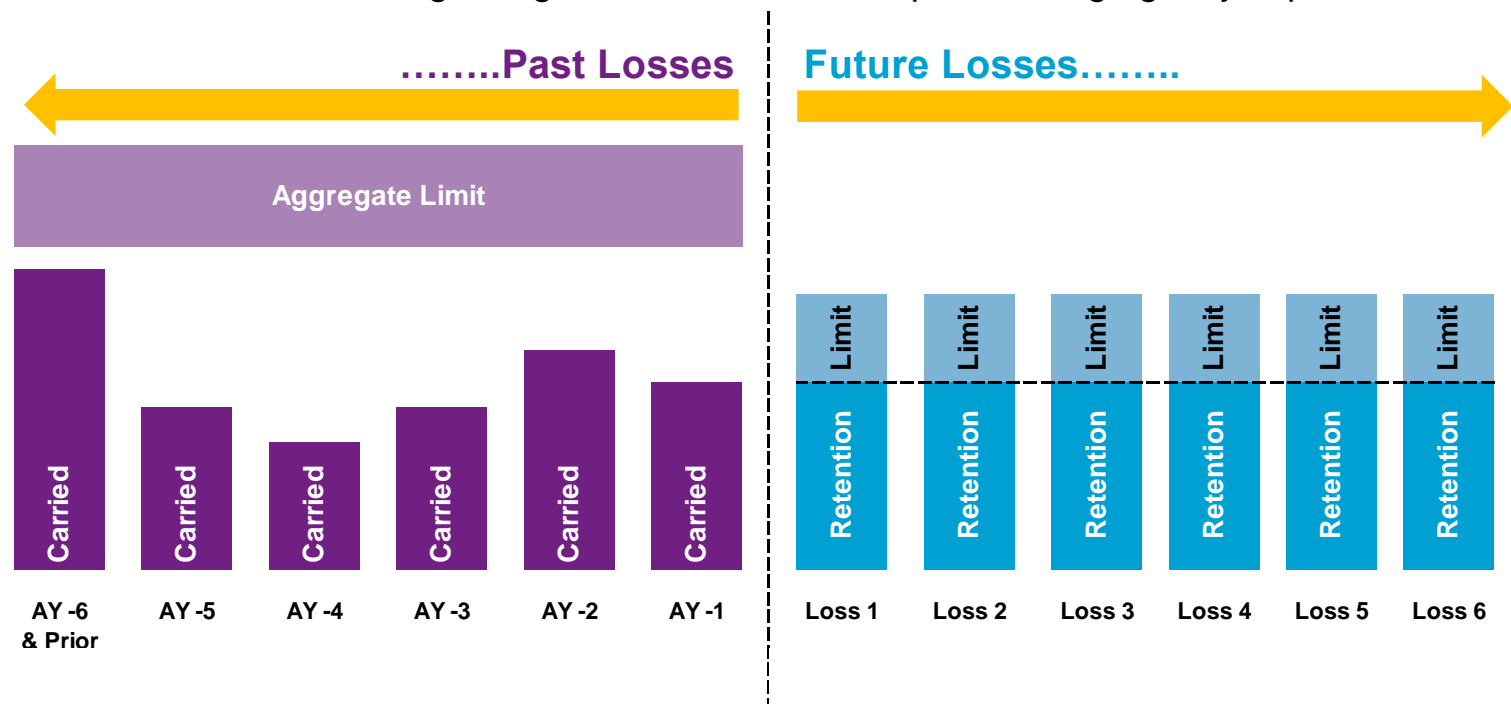 ……..Past Losses
Future Losses……..
Aggregate Limit
Carried
Carried
Carried
Carried
Carried
Carried
Limit
Limit
Limit
Limit
Limit
Limit
Retention
Retention
Retention
Retention
Retention
Retention
AY -6
& Prior
AY -5
AY -4
AY -3
AY -2
AY -1
Loss 1
Loss 2
Loss 3
Loss 4
Loss 5
Loss 6